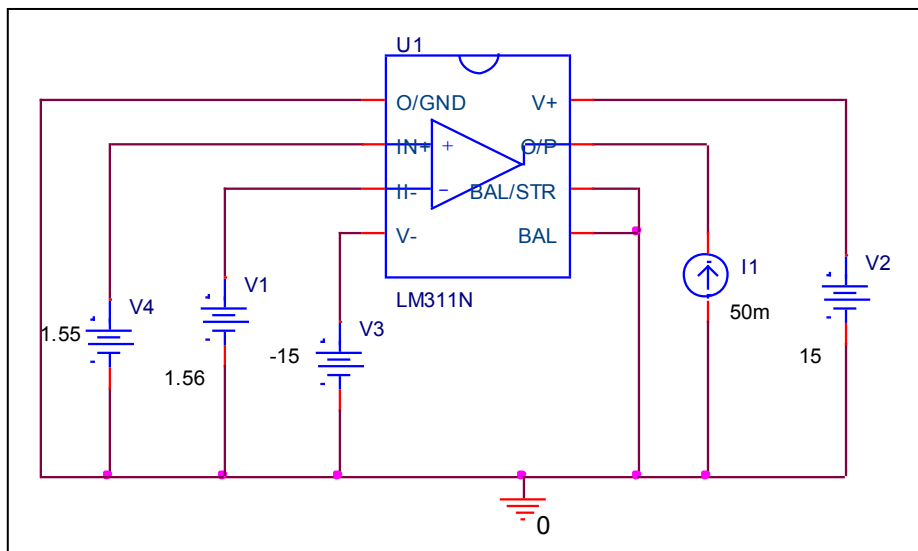 U1
O/GND
V+
IN+
+
O/P
II-
-
BAL/STR
V-
BAL
LM311N
V4
1.55
V1
1.56
V3
-15
I1
50m
V2
15
0